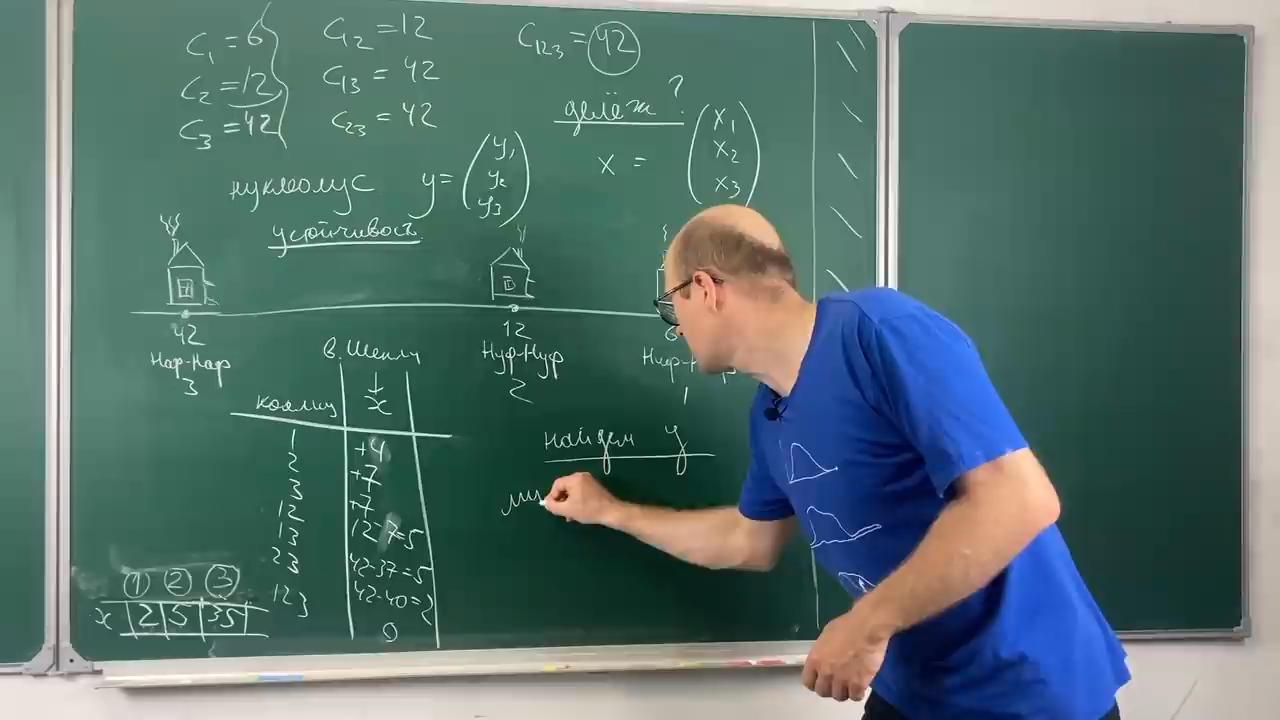 C₁ = 6
C₂ = 12
C₃ = 42
C₁₂ = 12
C₁₃ = 42
C₂₃ = 42
C₁₂₃ = 42
делёж ?
x = (x₁ x₂ x₃)
нуклеолус y = (y₁ y₂ y₃)
устойчивость
42
Наф-Наф
3
12
Нуф-Нуф
2
6
1
в. Шепли
коалиц
x
1 +4
2 +7
3 +7
12 12-7=5
13 42-37=5
23 42-40=2
123 0
① ② ③
x 2 5 35
найдем y